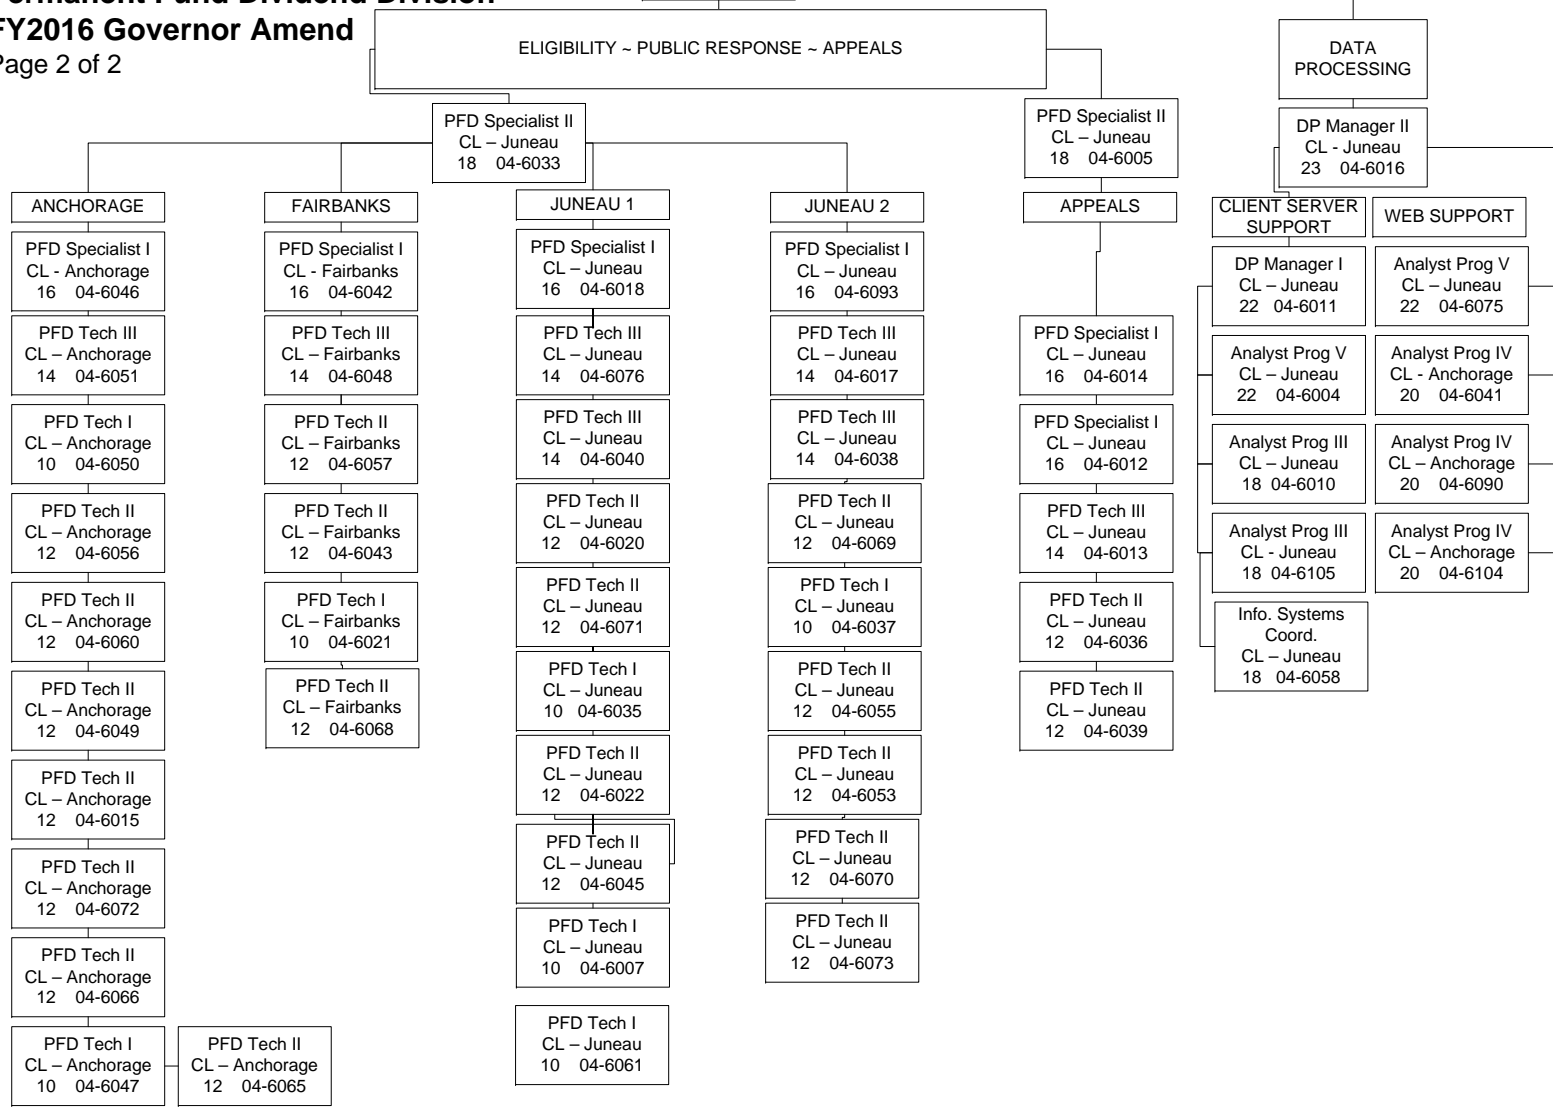 FY2016 Governor Amend
Page 2 of 2
ELIGIBILITY ~ PUBLIC RESPONSE ~ APPEALS
DATA
PROCESSING
PFD Specialist II
CL – Juneau
18 04-6033
PFD Specialist II
CL – Juneau
18 04-6005
DP Manager II
CL - Juneau
23 04-6016
ANCHORAGE
PFD Specialist I
CL - Anchorage
16 04-6046
PFD Tech III
CL – Anchorage
14 04-6051
PFD Tech I
CL – Anchorage
10 04-6050
PFD Tech II
CL – Anchorage
12 04-6056
PFD Tech II
CL – Anchorage
12 04-6060
PFD Tech II
CL – Anchorage
12 04-6049
PFD Tech II
CL – Anchorage
12 04-6015
PFD Tech II
CL – Anchorage
12 04-6072
PFD Tech II
CL – Anchorage
12 04-6066
PFD Tech I
CL – Anchorage
10 04-6047
PFD Tech II
CL – Anchorage
12 04-6065
FAIRBANKS
PFD Specialist I
CL - Fairbanks
16 04-6042
PFD Tech III
CL – Fairbanks
14 04-6048
PFD Tech II
CL – Fairbanks
12 04-6057
PFD Tech II
CL – Fairbanks
12 04-6043
PFD Tech I
CL – Fairbanks
10 04-6021
PFD Tech II
CL – Fairbanks
12 04-6068
JUNEAU 1
PFD Specialist I
CL – Juneau
16 04-6018
PFD Tech III
CL – Juneau
14 04-6076
PFD Tech III
CL – Juneau
14 04-6040
PFD Tech II
CL – Juneau
12 04-6020
PFD Tech II
CL – Juneau
12 04-6071
PFD Tech I
CL – Juneau
10 04-6035
PFD Tech II
CL – Juneau
12 04-6022
PFD Tech II
CL – Juneau
12 04-6045
PFD Tech I
CL – Juneau
10 04-6007
PFD Tech I
CL – Juneau
10 04-6061
JUNEAU 2
PFD Specialist I
CL – Juneau
16 04-6093
PFD Tech III
CL – Juneau
14 04-6017
PFD Tech III
CL – Juneau
14 04-6038
PFD Tech II
CL – Juneau
12 04-6069
PFD Tech I
CL – Juneau
10 04-6037
PFD Tech II
CL – Juneau
12 04-6055
PFD Tech II
CL – Juneau
12 04-6053
PFD Tech II
CL – Juneau
12 04-6070
PFD Tech II
CL – Juneau
12 04-6073
APPEALS
PFD Specialist I
CL – Juneau
16 04-6014
PFD Specialist I
CL – Juneau
16 04-6012
PFD Tech III
CL – Juneau
14 04-6013
PFD Tech II
CL – Juneau
12 04-6036
PFD Tech II
CL – Juneau
12 04-6039
CLIENT SERVER
SUPPORT
DP Manager I
CL – Juneau
22 04-6011
Analyst Prog V
CL – Juneau
22 04-6004
Analyst Prog III
CL – Juneau
18 04-6010
Analyst Prog III
CL - Juneau
18 04-6105
Info. Systems
Coord.
CL – Juneau
18 04-6058
WEB SUPPORT
Analyst Prog V
CL – Juneau
22 04-6075
Analyst Prog IV
CL - Anchorage
20 04-6041
Analyst Prog IV
CL – Anchorage
20 04-6090
Analyst Prog IV
CL – Anchorage
20 04-6104